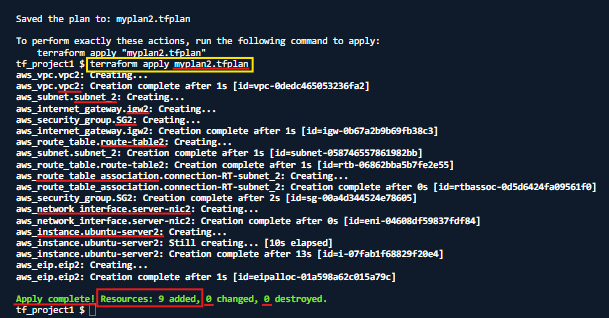 Saved the plan to: myplan2.tfplan
To perform exactly these actions, run the following command to apply:
terraform apply "myplan2.tfplan"
tf_project1 $ terraform apply myplan2.tfplan
aws_vpc.vpc2: Creating...
aws_vpc.vpc2: Creation complete after 1s [id=vpc-0dedc465053236fa2]
aws_subnet.subnet_2: Creating...
aws_internet_gateway.igw2: Creating...
aws_security_group.SG2: Creating...
aws_internet_gateway.igw2: Creation complete after 1s [id=igw-0b67a2b9b69fb38c3]
aws_route_table.route-table2: Creating...
aws_subnet.subnet_2: Creation complete after 1s [id=subnet-058746557861982bb]
aws_route_table.route-table2: Creation complete after 1s [id=rtb-06862bba5b7fe2e55]
aws_route_table_association.connection-RT-subnet_2: Creating...
aws_route_table_association.connection-RT-subnet_2: Creation complete after 0s [id=rtbassoc-0d5d6424fa09561f0]
aws_security_group.SG2: Creation complete after 2s [id=sg-00a4d344524e78605]
aws_network_interface.server-nic2: Creating...
aws_network_interface.server-nic2: Creation complete after 0s [id=eni-04608df59837fdf84]
aws_instance.ubuntu-server2: Creating...
aws_instance.ubuntu-server2: Still creating... [10s elapsed]
aws_instance.ubuntu-server2: Creation complete after 13s [id=i-07fab1f68829f20e4]
aws_eip.eip2: Creating...
aws_eip.eip2: Creation complete after 1s [id=eipalloc-01a598a62c015a79c]
Apply complete! Resources: 9 added, 0 changed, 0 destroyed.
tf_project1 $